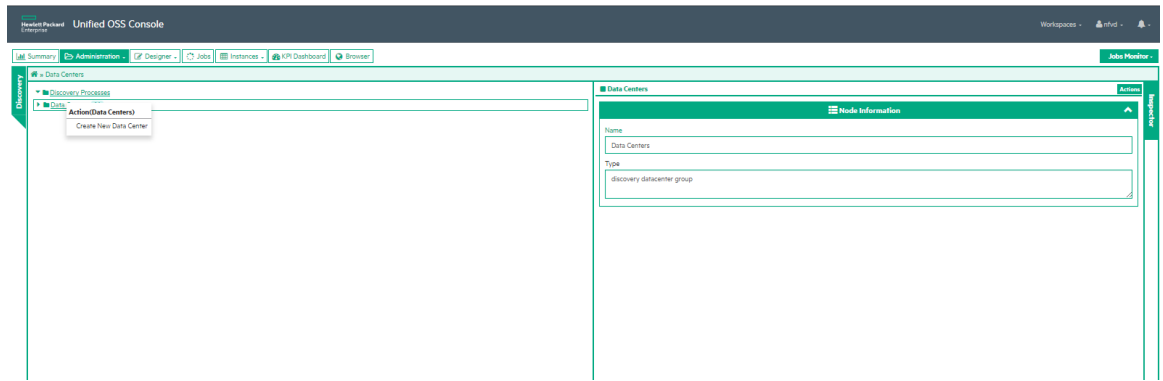 Hewlett Packard
Enterprise
Unified OSS Console
Workspaces
nfvd
Summary
Administration
Designer
Jobs
Instances
KPI Dashboard
Browser
Jobs Monitor
» Data Centers
Discovery
Discovery Processes
Data
Action(Data Centers)
Create New Data Center
Data Centers
Actions
Inspector
Node Information
Name
Data Centers
Type
discovery datacenter group